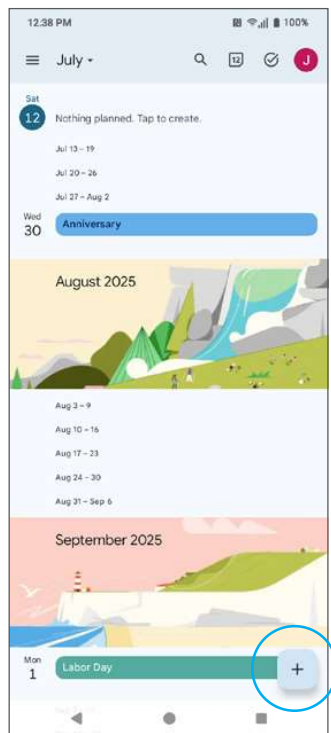 12:38 PM 100%
July
12
J
Sat
12 Nothing planned. Tap to create.
Jul 13 – 19
Jul 20 – 26
Jul 27 – Aug 2
Wed
30 Anniversary
August 2025
Aug 3 – 9
Aug 10 – 16
Aug 17 – 23
Aug 24 – 30
Aug 31 – Sep 6
September 2025
Mon
1 Labor Day